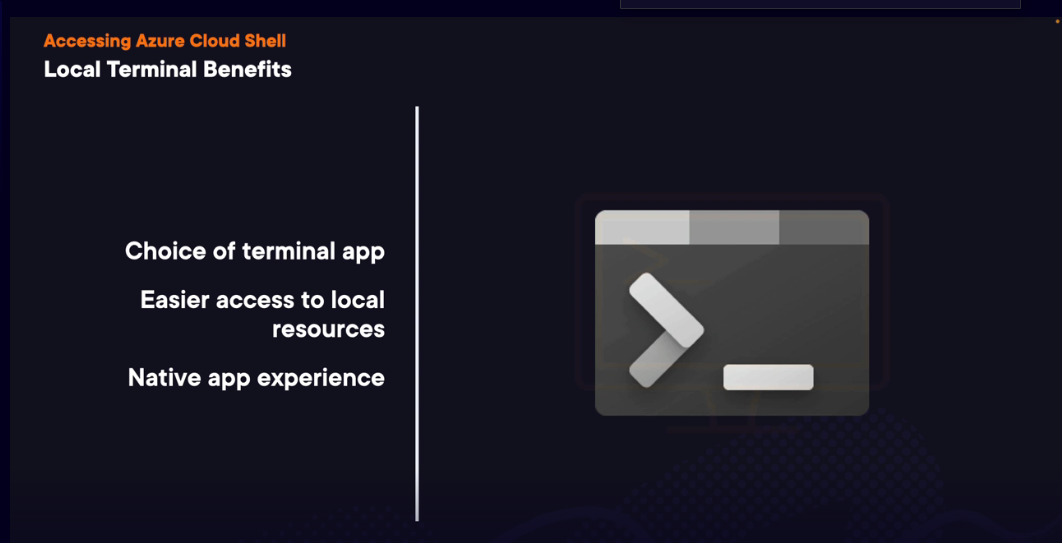 Accessing Azure Cloud Shell
Local Terminal Benefits
Choice of terminal app
Easier access to local
resources
Native app experience